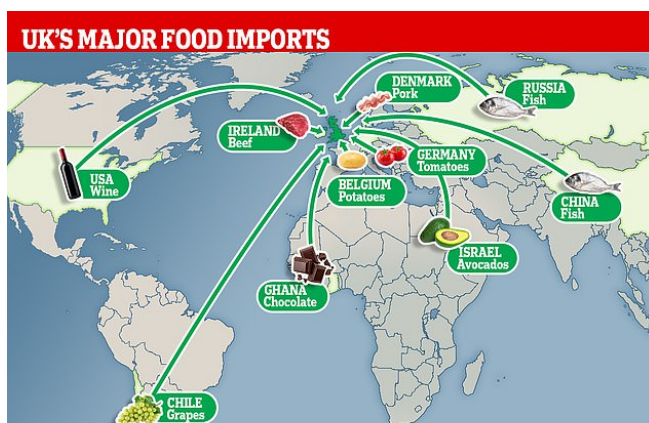 UK'S MAJOR FOOD IMPORTS
DENMARK
Pork
RUSSIA
Fish
IRELAND
Beef
USA
Wine
GERMANY
Tomatoes
BELGIUM
Potatoes
CHINA
Fish
ISRAEL
Avocados
GHANA
Chocolate
CHILE
Grapes